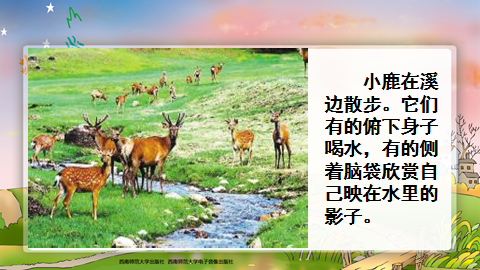 小鹿在溪
边散步。它们
有的俯下身子
喝水，有的侧
着脑袋欣赏自
己映在水里的
影子。
西南师范大学出版社 西南师范大学电子音像出版社